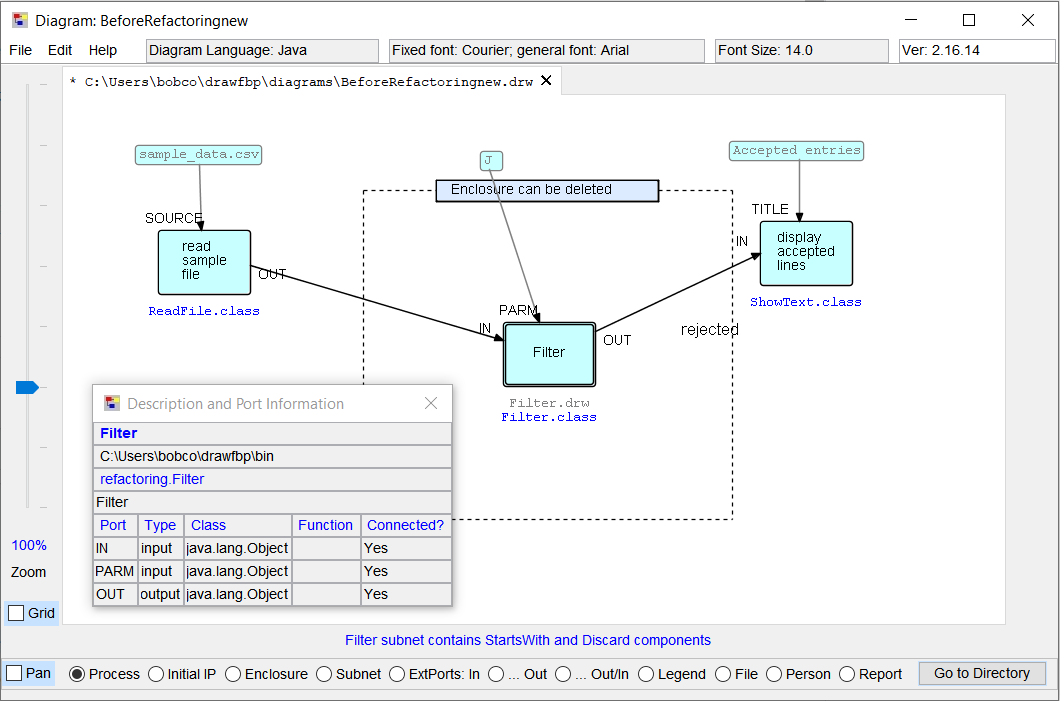 Diagram: BeforeRefactoringnew
File Edit Help Diagram Language: Java Fixed font: Courier; general font: Arial Font Size: 14.0 Ver: 2.16.14
* C:\Users\bobco\drawfbp\diagrams\BeforeRefactoringnew.drw
sample_data.csv
J
Accepted entries
Enclosure can be deleted
SOURCE
TITLE
read
sample
file
OUT
ReadFile.class
IN
display
accepted
lines
ShowText.class
PARM
IN
Filter
OUT
rejected
Filter.drw
Filter.class
Description and Port Information
Filter
C:\Users\bobco\drawfbp\bin
refactoring.Filter
Filter
Port Type Class Function Connected?
IN input java.lang.Object Yes
PARM input java.lang.Object Yes
OUT output java.lang.Object Yes
100%
Zoom
Grid
Filter subnet contains StartsWith and Discard components
Pan Process Initial IP Enclosure Subnet ExtPorts: In ... Out ... Out/In Legend File Person Report Go to Directory